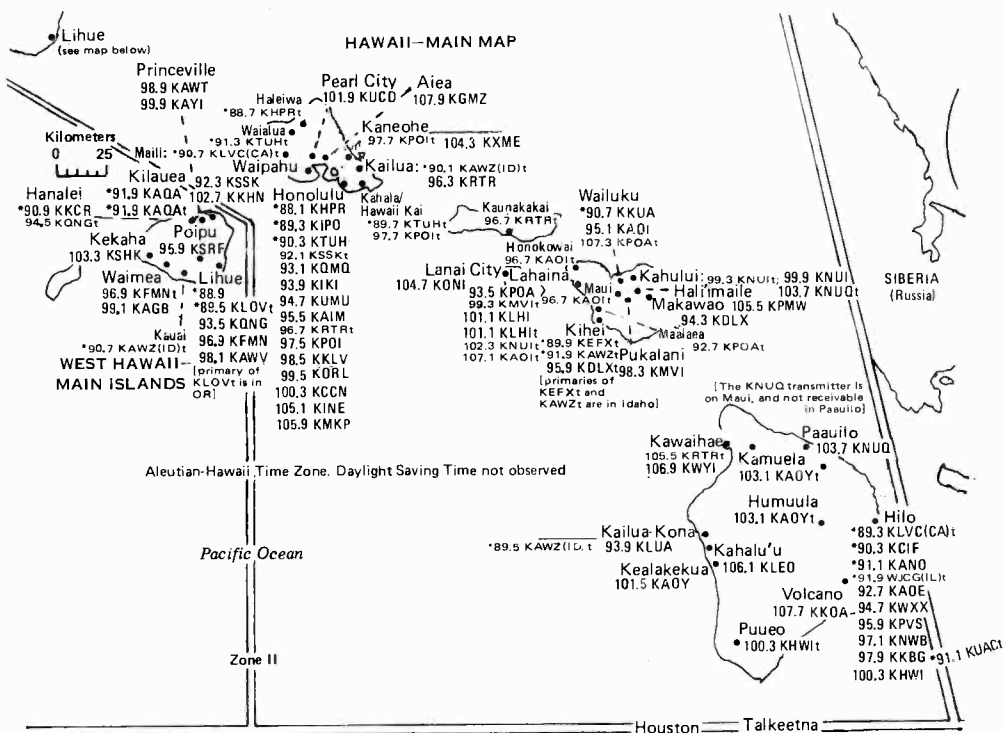 HAWAII—MAIN MAP
Lihue
(see map below)
Princeville
98.9 KAWT
99.9 KAYI
Pearl City
101.9 KUCD
Aiea
107.9 KGMZ
Haleiwa
*88.7 KHPRt
Waialua
*91.3 KTUHt
Maili: *90.7 KLVC(CA)t
Waipahu
92.3 KSSK
102.7 KKHN
Kaneohe
97.7 KPOIt
104.3 KXME
Kailua: *90.1 KAWZ(ID)t
96.3 KRTR
Kilometers
0 25
Kilauea
*91.9 KAQA
*91.9 KAQAt
Hanalei
*90.9 KKCR
94.5 KQNGt
Kekaha
103.3 KSHK
Poipu
95.9 KSRF
Waimea
96.9 KFMNt
99.1 KAGB
Kauai
*90.7 KAWZ(ID)t
Lihue
*88.9
*89.5 KLOVt
93.5 KQNG
96.9 KFMN
98.1 KAWV
[primary of
KLOVt is in
OR]
WEST HAWAII—
MAIN ISLANDS
Honolulu
*88.1 KHPR
*89.3 KIPO
*90.3 KTUH
92.1 KSSKt
93.1 KQMQ
93.9 KIKI
94.7 KUMU
95.5 KAIM
96.7 KRTRt
97.5 KPOI
98.5 KKLV
99.5 KORL
100.3 KCCN
105.1 KINE
105.9 KMKP
Kahala/
Hawaii Kai
*89.7 KTUHt
97.7 KPOIt
Kaunakakai
96.7 KRTRt
Honokowai
96.7 KAOIt
Wailuku
*90.7 KKUA
95.1 KAOI
107.3 KPOAt
Lanai City
104.7 KONI
Lahaina
93.5 KPOA
99.3 KMVIt
101.1 KLHI
101.1 KLHIt
102.3 KNUIt
107.1 KAOIt
Maui
96.7 KAOIt
Kahului: 99.3 KNUIt; 99.9 KNUI
Hali'imaile 103.7 KNUQt
Makawao 105.5 KPMW
94.3 KDLX
Maalaea
92.7 KPOAt
Kihei
*89.9 KEFXt
*91.9 KAWZt
95.9 KDLXt
[primaries of
KEFXt and
KAWZt are in Idaho]
Pukalani
98.3 KMVI
SIBERIA
(Russia)
[The KNUQ transmitter is
on Maui, and not receivable
in Paauilo]
Aleutian-Hawaii Time Zone. Daylight Saving Time not observed
Kawaihae
105.5 KRTRt
106.9 KWYI
Paauilo
103.7 KNUQ
Kamuela
103.1 KAOYt
Humuula
103.1 KAOYt
Pacific Ocean
Kailua-Kona
*89.5 KAWZ(ID,t
93.9 KLUA
Kahalu'u
106.1 KLEO
Kealakekua
101.5 KAOY
Hilo
*89.3 KLVC(CA)t
*90.3 KCIF
*91.1 KANO
*91.9 WJCG(IL)t
92.7 KAOE
94.7 KWXX
95.9 KPVS
97.1 KNWB
97.9 KKBG
100.3 KHWI
*91.1 KUACt
Volcano
107.7 KKOA
Puueo
100.3 KHWIt
Zone II
Houston
Talkeetna